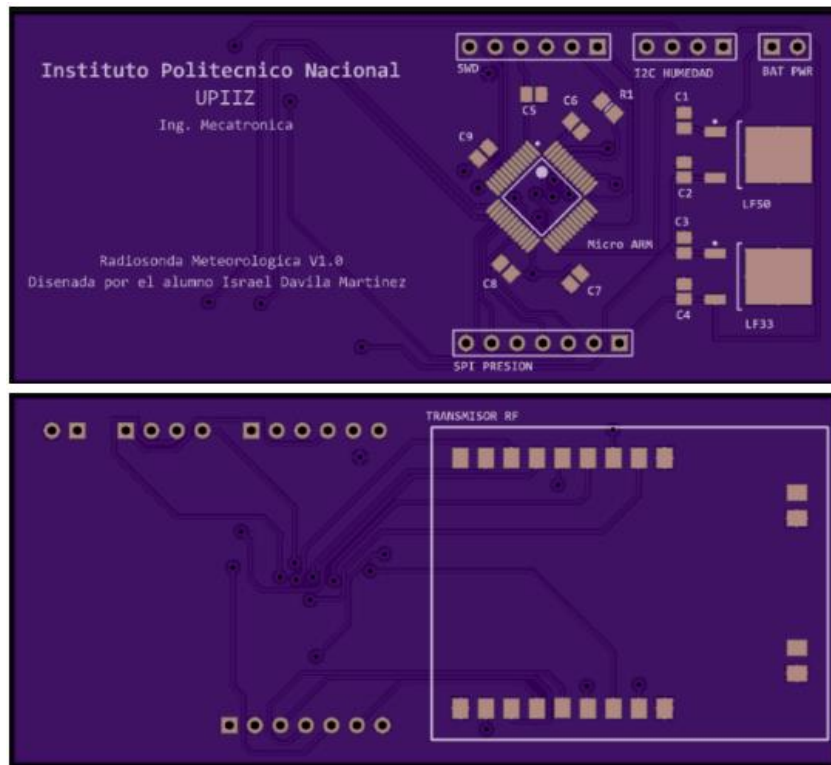 Instituto Politecnico Nacional
UPIIZ
Ing. Mecatronica
Radiosonda Meteorologica V1.0
Disenada por el alumno Israel Davila Martinez
SWD
I2C HUMEDAD
BAT PWR
C5
C6
R1
C1
C9
C2
LF50
C3
Micro ARM
C8
C7
C4
LF33
SPI PRESION
TRANSMISOR RF